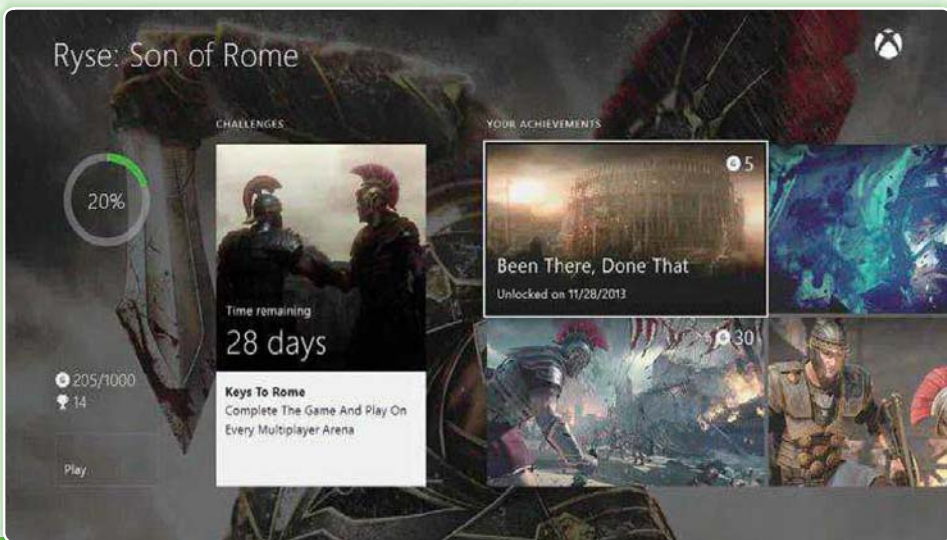 Ryse: Son of Rome
20%
G 205/1000
14
Play
CHALLENGES
Time remaining
28 days
Keys To Rome
Complete The Game And Play On
Every Multiplayer Arena
YOUR ACHIEVEMENTS
G 5
Been There, Done That
Unlocked on 11/28/2013
G 30